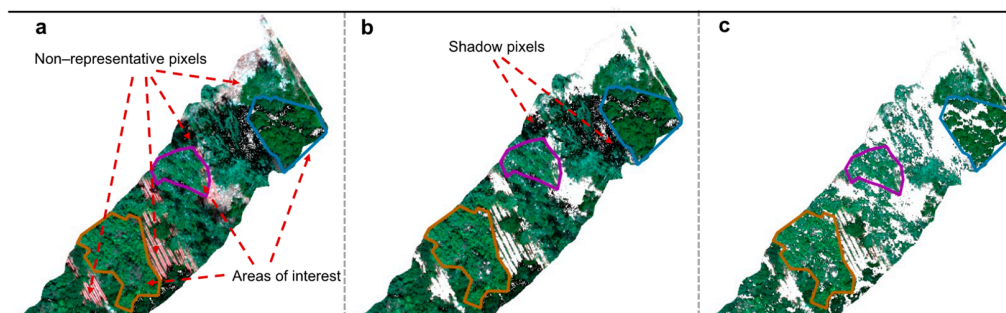 a
b
c
Non–representative pixels
Shadow pixels
Areas of interest